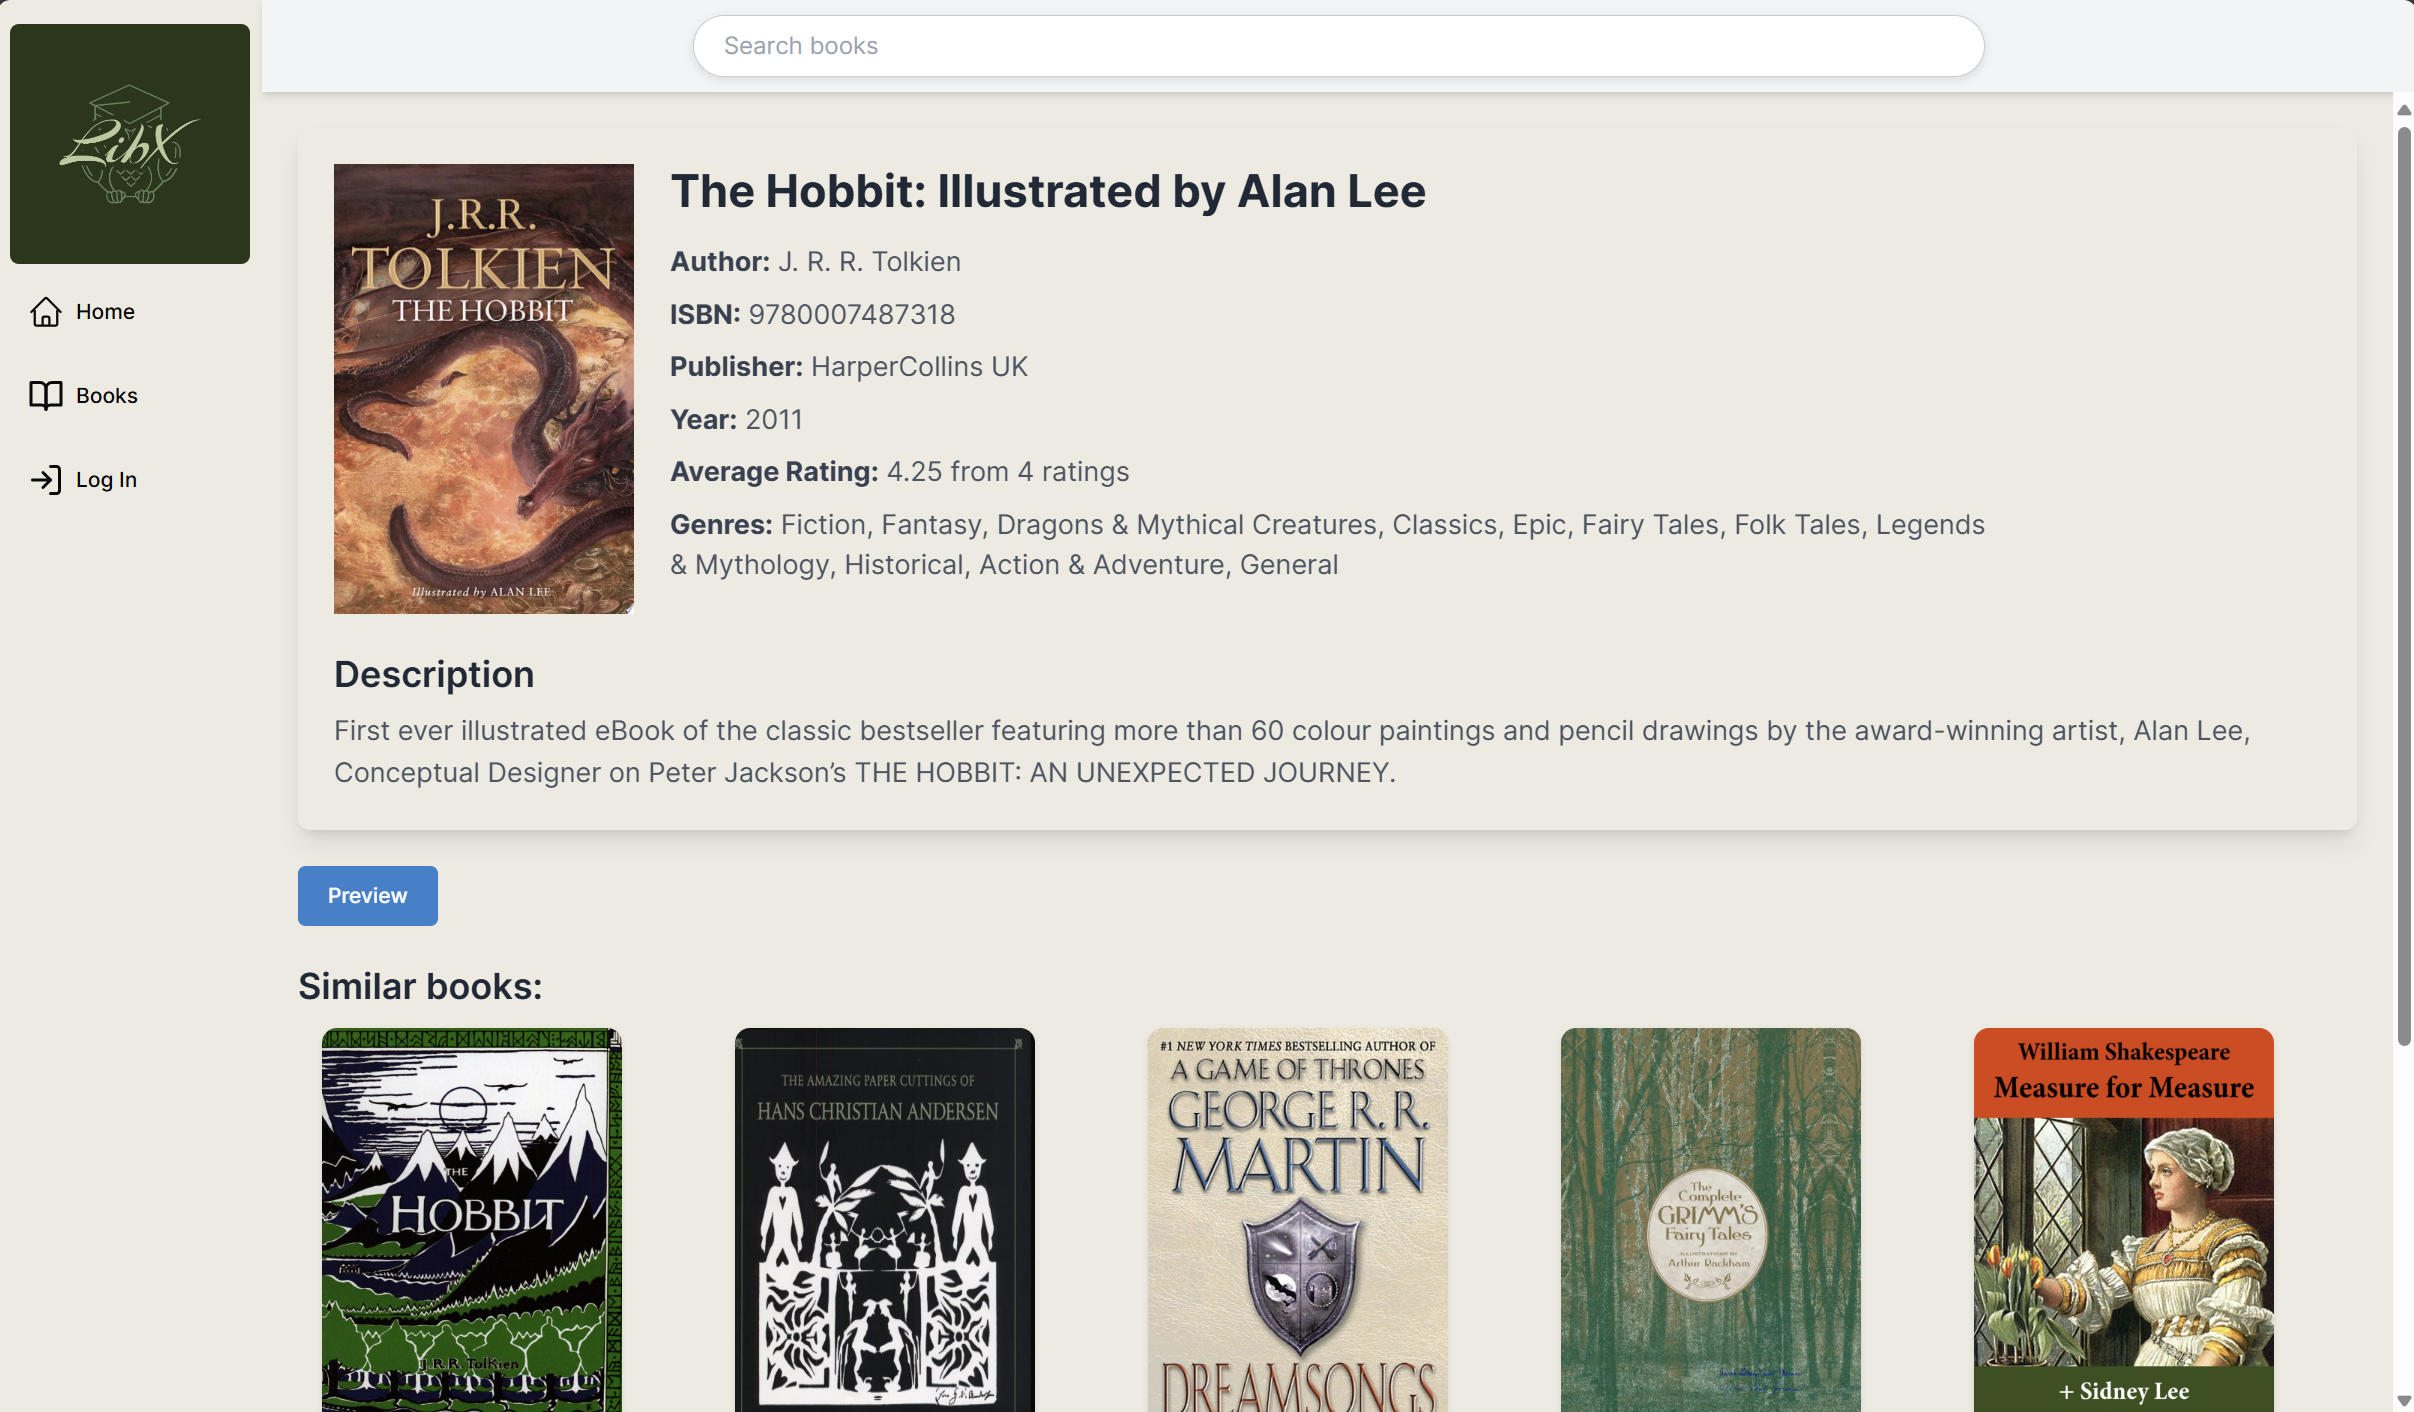 LibX
Home
Books
Log In
Search books
J.R.R.
TOLKIEN
THE HOBBIT
Illustrated by ALAN LEE
The Hobbit: Illustrated by Alan Lee
Author: J. R. R. Tolkien
ISBN: 9780007487318
Publisher: HarperCollins UK
Year: 2011
Average Rating: 4.25 from 4 ratings
Genres: Fiction, Fantasy, Dragons & Mythical Creatures, Classics, Epic, Fairy Tales, Folk Tales, Legends
& Mythology, Historical, Action & Adventure, General
Description
First ever illustrated eBook of the classic bestseller featuring more than 60 colour paintings and pencil drawings by the award-winning artist, Alan Lee,
Conceptual Designer on Peter Jackson’s THE HOBBIT: AN UNEXPECTED JOURNEY.
Preview
Similar books:
THE
HOBBIT
J.R.R. Tolkien
THE AMAZING PAPER CUTTINGS OF
HANS CHRISTIAN ANDERSEN
#1 NEW YORK TIMES BESTSELLING AUTHOR OF
A GAME OF THRONES
GEORGE R. R.
MARTIN
DREAMSONGS
The
Complete
GRIMM'S
Fairy Tales
ILLUSTRATIONS BY
Arthur Rackham
William Shakespeare
Measure for Measure
+ Sidney Lee